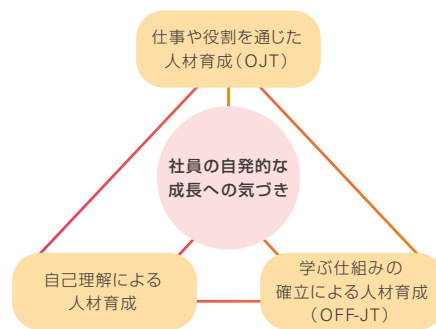 仕事や役割を通じた
人材育成（OJT）
社員の自発的な
成長への気づき
自己理解による
人材育成
学ぶ仕組みの
確立による人材育成
（OFF-JT）